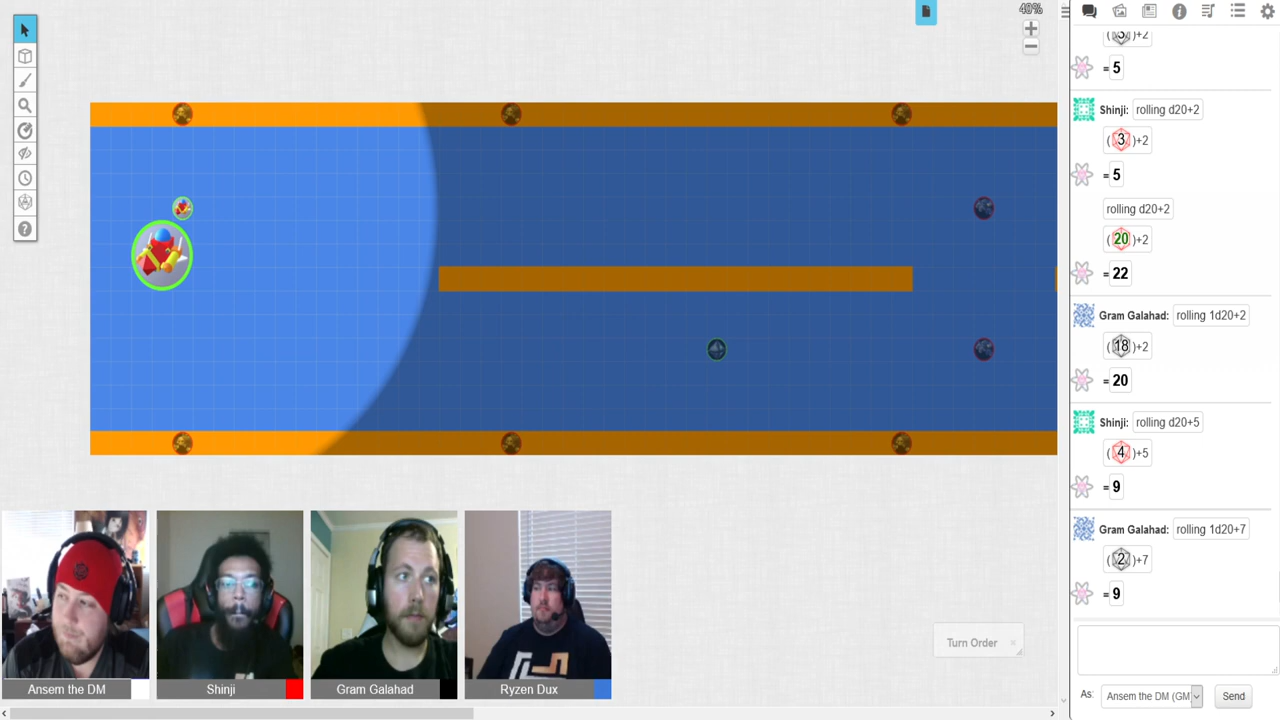 40%
(3)+2
= 5
Shinji: rolling d20+2
(3)+2
= 5
rolling d20+2
(20)+2
= 22
Gram Galahad: rolling 1d20+2
(18)+2
= 20
Shinji: rolling d20+5
(4)+5
= 9
Gram Galahad: rolling 1d20+7
(2)+7
= 9
Turn Order
As: Ansem the DM (GM) Send
Ansem the DM
Shinji
Gram Galahad
Ryzen Dux